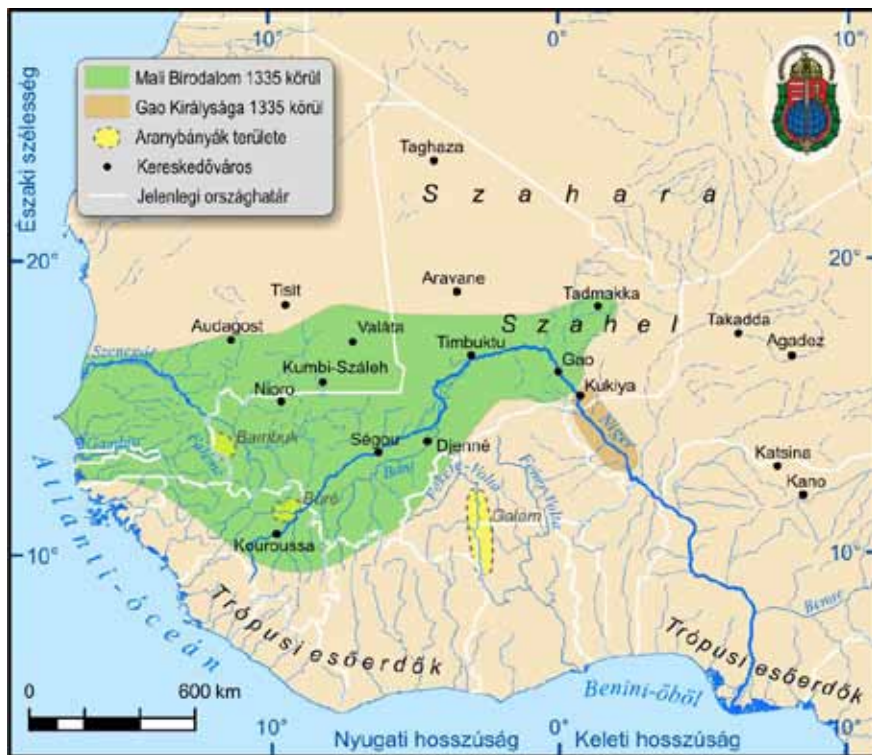 10°
0°
10°
Északi szélesség
Mali Birodalom 1335 körül
Gao Királysága 1335 körül
Aranybányák területe
Kereskedőváros
Jelenlegi országhatár
Taghaza
Szahara
20°
20°
Aravane
Tisit
Tadmakka
Szahel
Audagost
Valáta
Timbuktu
Takadda
Agadez
Szenegál
Kumbi-Száleh
Gao
Nioro
Kukiya
Bambuk
Ségou
Djenné
Niger
Gambia
Bani
Katsina
Kano
Fekete-Volta
Fehér-Volta
Buré
Galam
Kouroussa
10°
10°
Atlanti-óceán
Trópusi esőerdők
Benue
Trópusi esőerdők
Benini-öböl
0
600 km
10°
Nyugati hosszúság
0°
Keleti hosszúság
10°